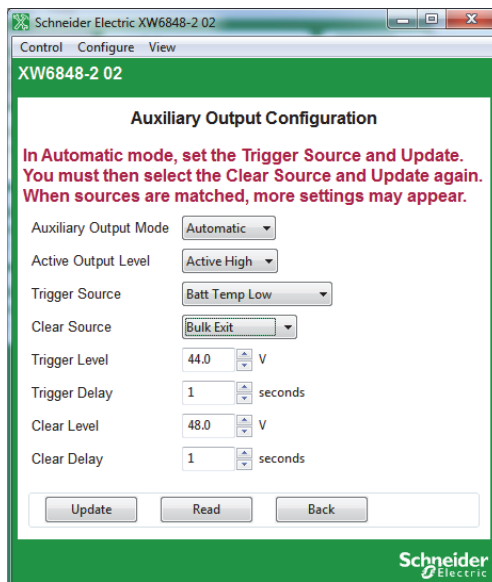 Schneider Electric XW6848-2 02
Control Configure View
XW6848-2 02
Auxiliary Output Configuration
In Automatic mode, set the Trigger Source and Update.
You must then select the Clear Source and Update again.
When sources are matched, more settings may appear.
Auxiliary Output Mode Automatic
Active Output Level Active High
Trigger Source Batt Temp Low
Clear Source Bulk Exit
Trigger Level 44.0 V
Trigger Delay 1 seconds
Clear Level 48.0 V
Clear Delay 1 seconds
Update Read Back
Schneider
Electric